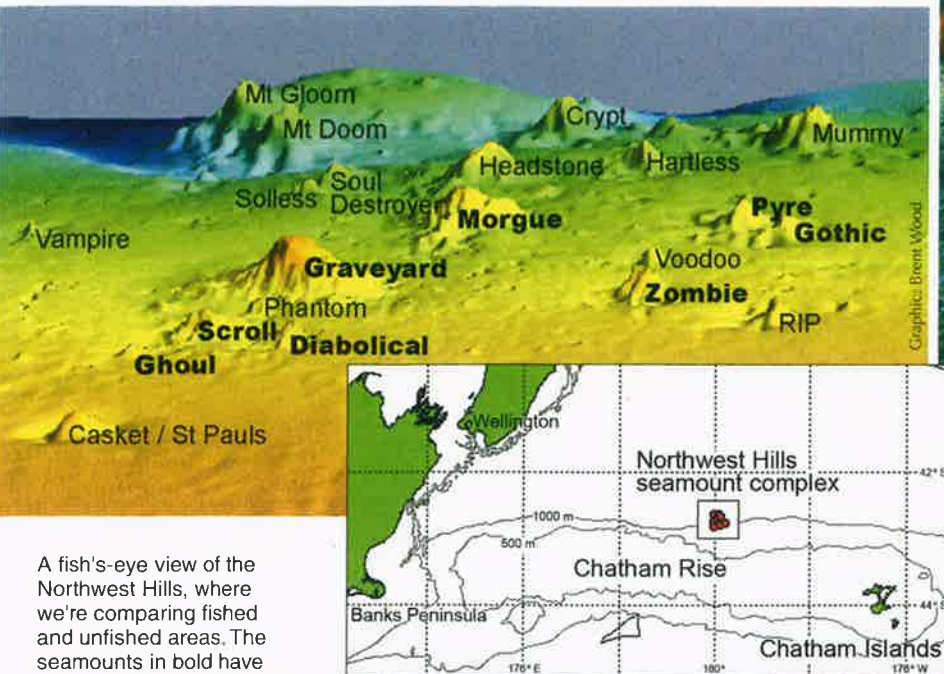 Mt Gloom
Mt Doom
Crypt
Mummy
Headstone
Hartless
Solless
Soul
Destroyer
Morgue
Pyre
Gothic
Vampire
Graveyard
Voodoo
Zombie
Phantom
RIP
Scroll
Diabolical
Ghoul
Casket / St Pauls
Graphic: Brent Wood
Wellington
Northwest Hills
seamount complex
42° S
1000 m
500 m
Chatham Rise
Banks Peninsula
44°
Chatham Islands
176° E
180°
176° W
A fish's-eye view of the
Northwest Hills, where
we're comparing fished
and unfished areas. The
seamounts in bold have